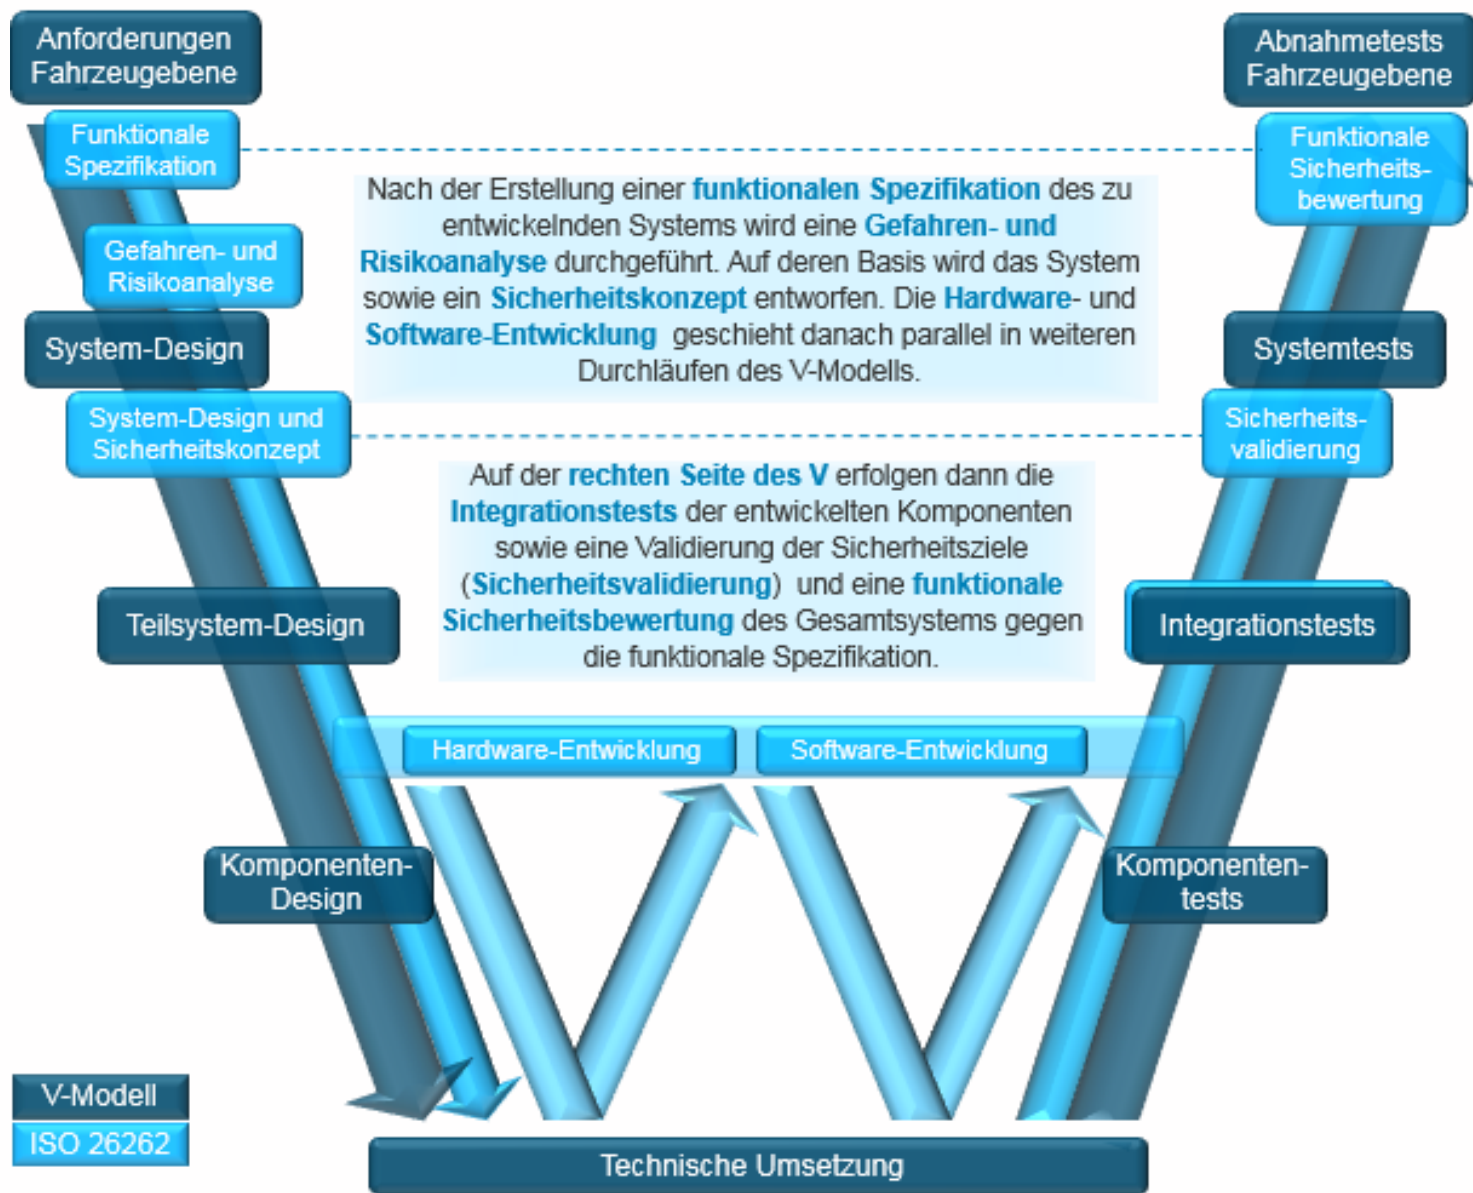 Anforderungen
Fahrzeugebene
Abnahmetests
Fahrzeugebene
Funktionale
Spezifikation
Funktionale
Sicherheits-
bewertung
Nach der Erstellung einer funktionalen Spezifikation des zu
entwickelnden Systems wird eine Gefahren- und
Risikoanalyse durchgeführt. Auf deren Basis wird das System
sowie ein Sicherheitskonzept entworfen. Die Hardware- und
Software-Entwicklung geschieht danach parallel in weiteren
Durchläufen des V-Modells.
Gefahren- und
Risikoanalyse
System-Design
Systemtests
System-Design und
Sicherheitskonzept
Sicherheits-
validierung
Auf der rechten Seite des V erfolgen dann die
Integrationstests der entwickelten Komponenten
sowie eine Validierung der Sicherheitsziele
(Sicherheitsvalidierung) und eine funktionale
Sicherheitsbewertung des Gesamtsystems gegen
die funktionale Spezifikation.
Teilsystem-Design
Integrationstests
Hardware-Entwicklung
Software-Entwicklung
Komponenten-
Design
Komponenten-
tests
V-Modell
ISO 26262
Technische Umsetzung